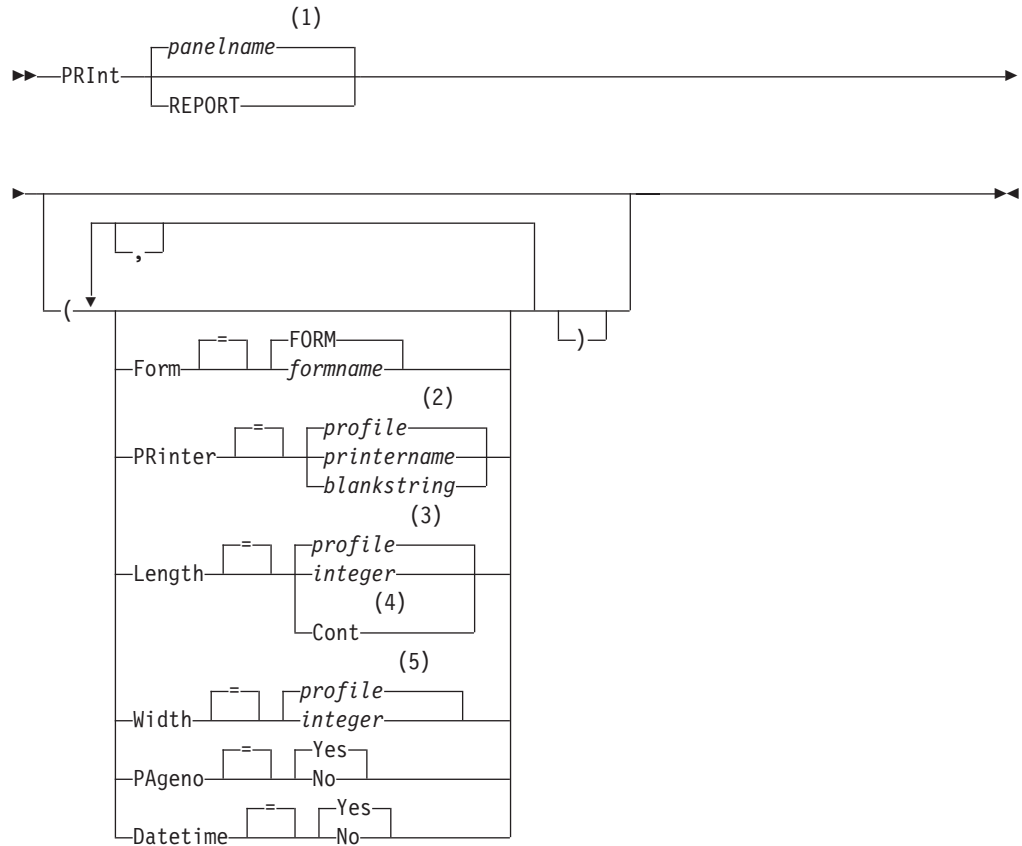 (1)
panelname
PRInt
REPORT
,
(
)
= FORM
Form formname
(2)
= profile
PRinter printername
blankstring
(3)
= profile
Length integer
(4)
Cont
(5)
= profile
Width integer
= Yes
PAgeno No
= Yes
Datetime No